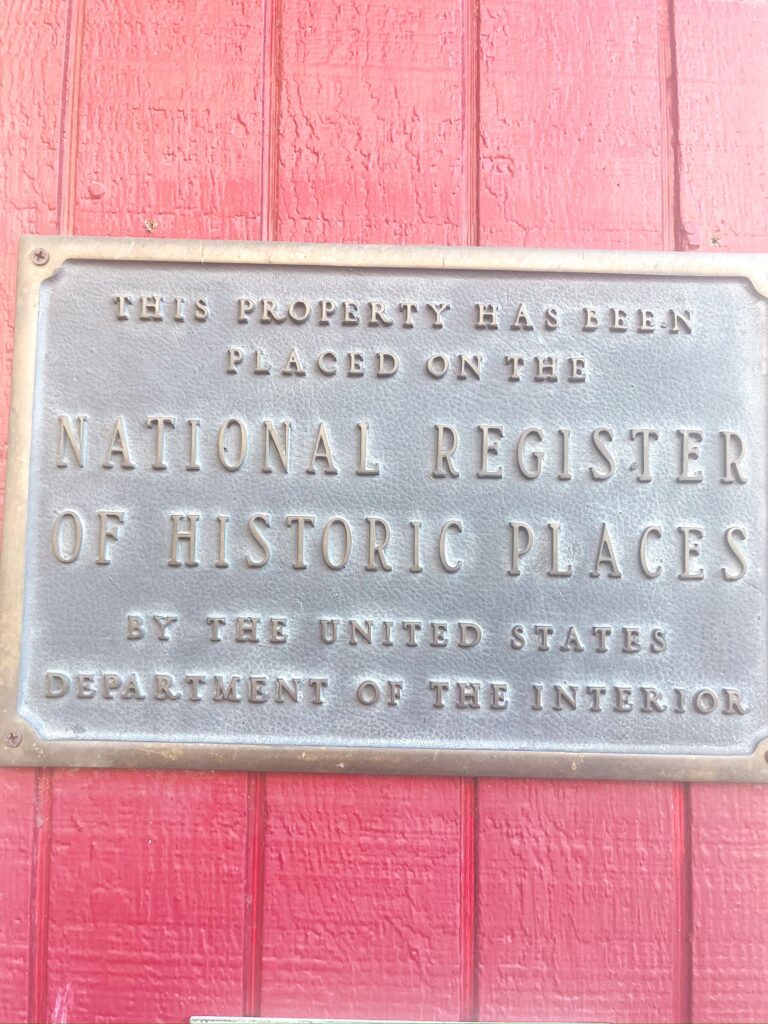 THIS PROPERTY HAS BEEN
PLACED ON THE
NATIONAL REGISTER
OF HISTORIC PLACES
BY THE UNITED STATES
DEPARTMENT OF THE INTERIOR